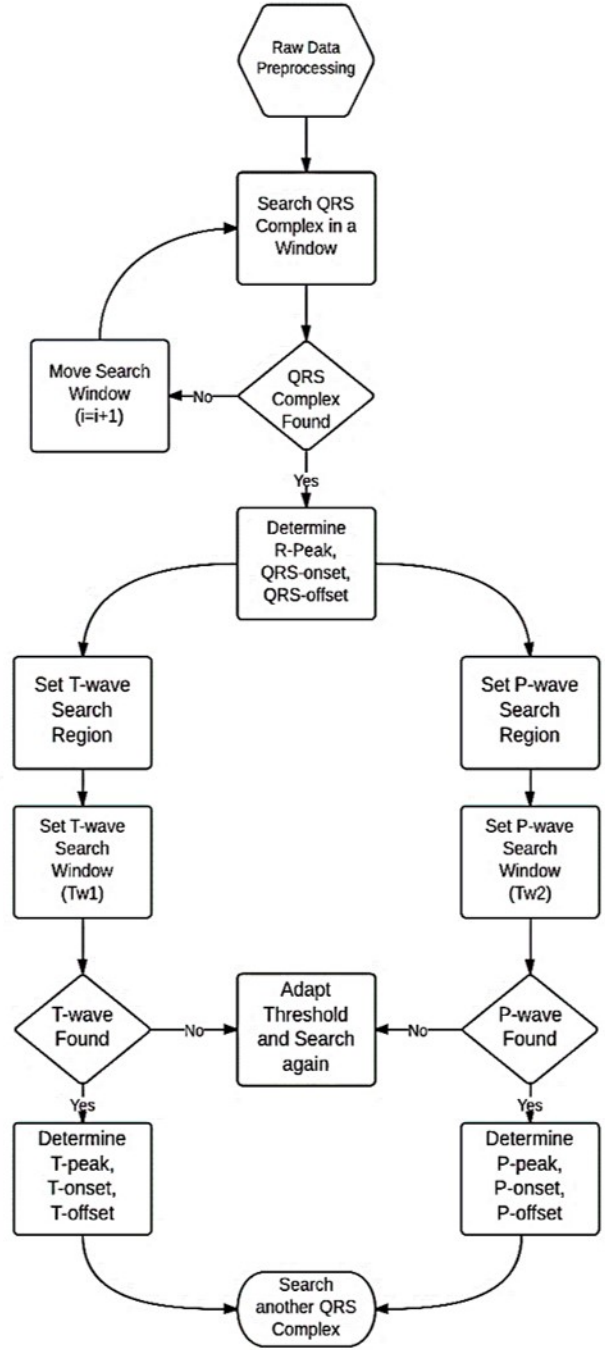 Raw Data
Preprocessing
Search QRS
Complex in a
Window
Move Search
Window
(i=i+1)
No
QRS
Complex
Found
Yes
Determine
R-Peak,
QRS-onset,
QRS-offset
Set T-wave
Search
Region
Set P-wave
Search
Region
Set T-wave
Search
Window
(Tw1)
Set P-wave
Search
Window
(Tw2)
T-wave
Found
No
Adapt
Threshold
and Search
again
No
P-wave
Found
Yes
Yes
Determine
T-peak,
T-onset,
T-offset
Determine
P-peak,
P-onset,
P-offset
Search
another QRS
Complex